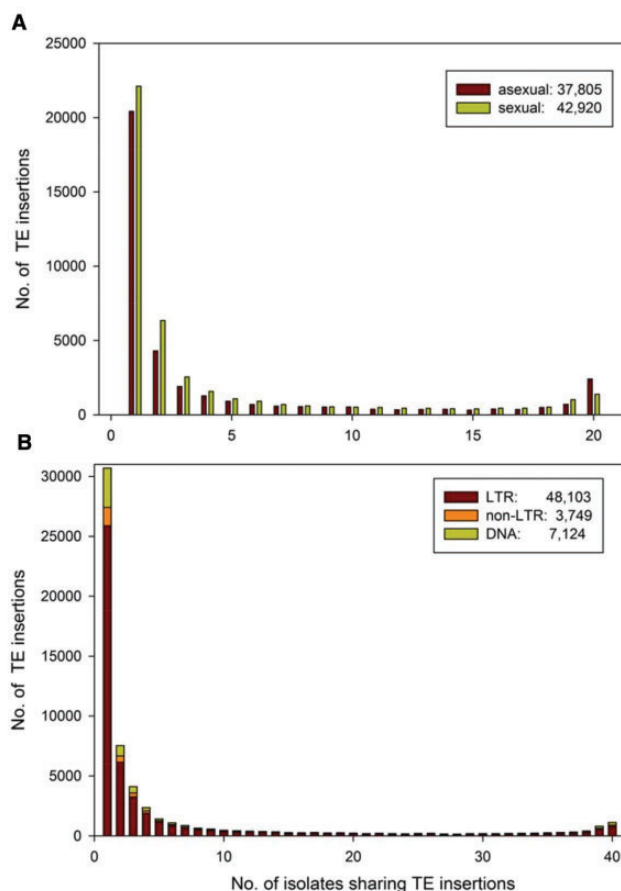 A
25000
20000
15000
10000
5000
0
No. of TE insertions
asexual: 37,805
sexual: 42,920
0 5 10 15 20
B
30000
25000
20000
15000
10000
5000
0
No. of TE insertions
LTR: 48,103
non-LTR: 3,749
DNA: 7,124
0 10 20 30 40
No. of isolates sharing TE insertions